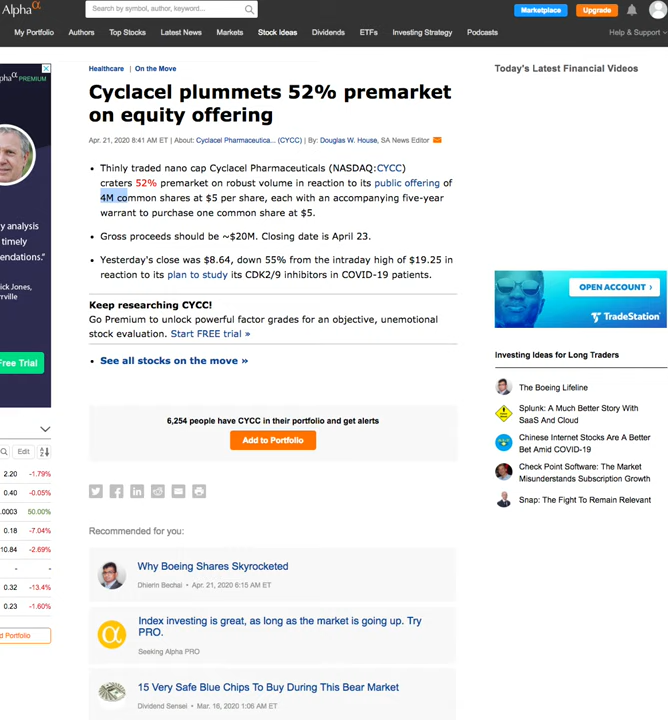 Alpha α
Search by symbol, author, keyword...
Marketplace
Upgrade
My Portfolio
Authors
Top Stocks
Latest News
Markets
Stock Ideas
Dividends
ETFs
Investing Strategy
Podcasts
Help & Support
pha α PREMIUM
y analysis
timely
endations."
ick Jones,
rville
Free Trial
Edit
2.20 -1.79%
0.40 -0.05%
.0003 50.00%
0.18 -7.04%
10.84 -2.69%
- -
0.32 -13.4%
0.23 -1.60%
d Portfolio
Healthcare | On the Move
Cyclacel plummets 52% premarket
on equity offering
Apr. 21, 2020 8:41 AM ET | About: Cyclacel Pharmaceutica... (CYCC) | By: Douglas W. House, SA News Editor
• Thinly traded nano cap Cyclacel Pharmaceuticals (NASDAQ:CYCC)
craters 52% premarket on robust volume in reaction to its public offering of
4M common shares at $5 per share, each with an accompanying five-year
warrant to purchase one common share at $5.
• Gross proceeds should be ~$20M. Closing date is April 23.
• Yesterday's close was $8.64, down 55% from the intraday high of $19.25 in
reaction to its plan to study its CDK2/9 inhibitors in COVID-19 patients.
Keep researching CYCC!
Go Premium to unlock powerful factor grades for an objective, unemotional
stock evaluation. Start FREE trial »
• See all stocks on the move »
6,254 people have CYCC in their portfolio and get alerts
Add to Portfolio
Recommended for you:
Why Boeing Shares Skyrocketed
Dhierin Bechai • Apr. 21, 2020 6:15 AM ET
Index investing is great, as long as the market is going up. Try
PRO.
Seeking Alpha PRO
15 Very Safe Blue Chips To Buy During This Bear Market
Dividend Sensei • Mar. 16, 2020 1:06 AM ET
Today's Latest Financial Videos
OPEN ACCOUNT ›
TradeStation
Investing Ideas for Long Traders
The Boeing Lifeline
Splunk: A Much Better Story With
SaaS And Cloud
Chinese Internet Stocks Are A Better
Bet Amid COVID-19
Check Point Software: The Market
Misunderstands Subscription Growth
Snap: The Fight To Remain Relevant